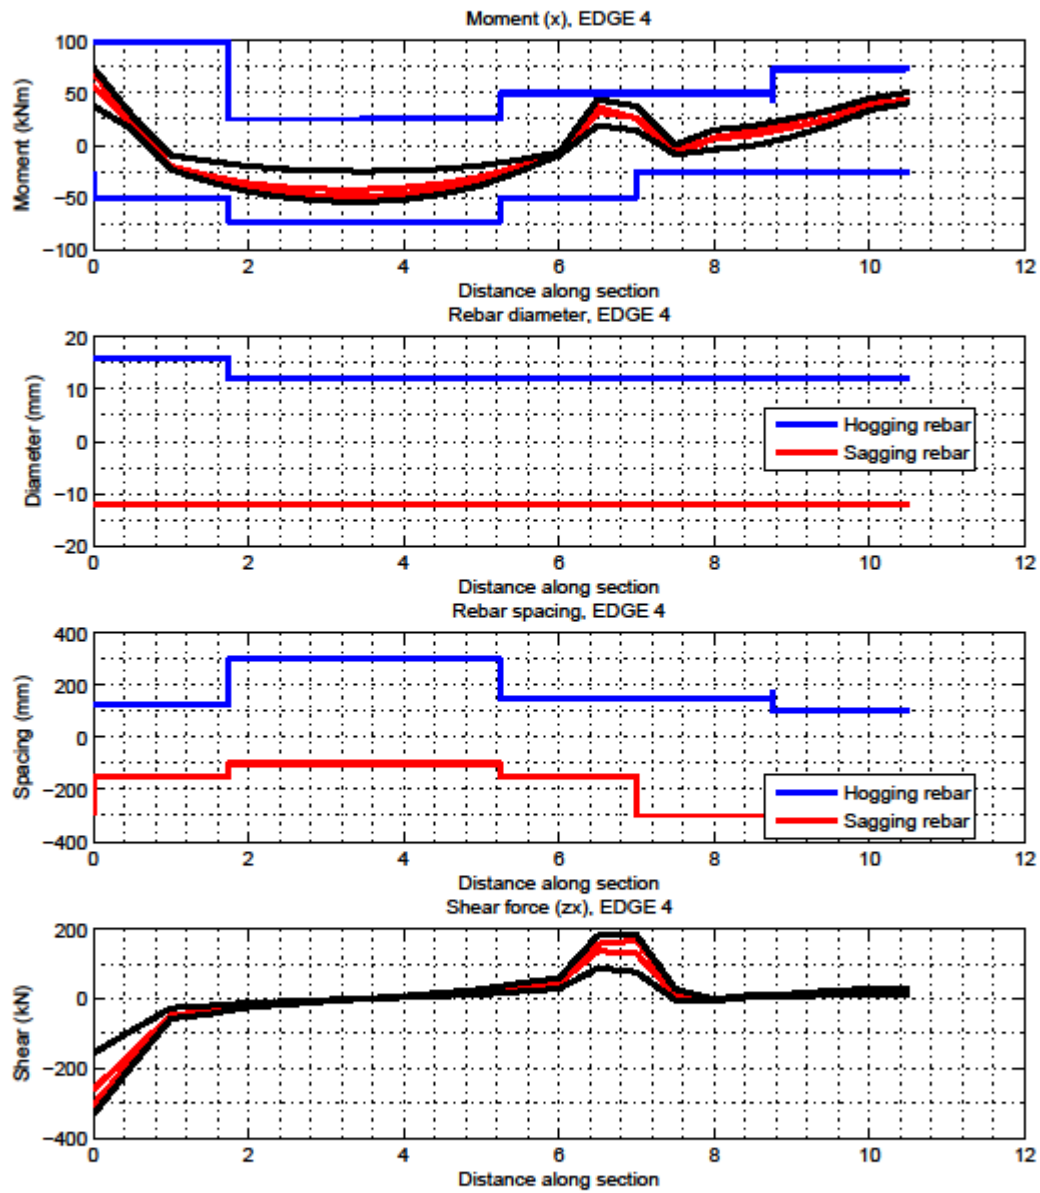 Moment (x), EDGE 4
Moment (kNm)
100
50
0
−50
−100
0 2 4 6 8 10 12
Distance along section
Rebar diameter, EDGE 4
Diameter (mm)
20
10
0
−10
−20
Hogging rebar
Sagging rebar
0 2 4 6 8 10 12
Distance along section
Rebar spacing, EDGE 4
Spacing (mm)
400
200
0
−200
−400
Hogging rebar
Sagging rebar
0 2 4 6 8 10 12
Distance along section
Shear force (zx), EDGE 4
Shear (kN)
200
0
−200
−400
0 2 4 6 8 10 12
Distance along section